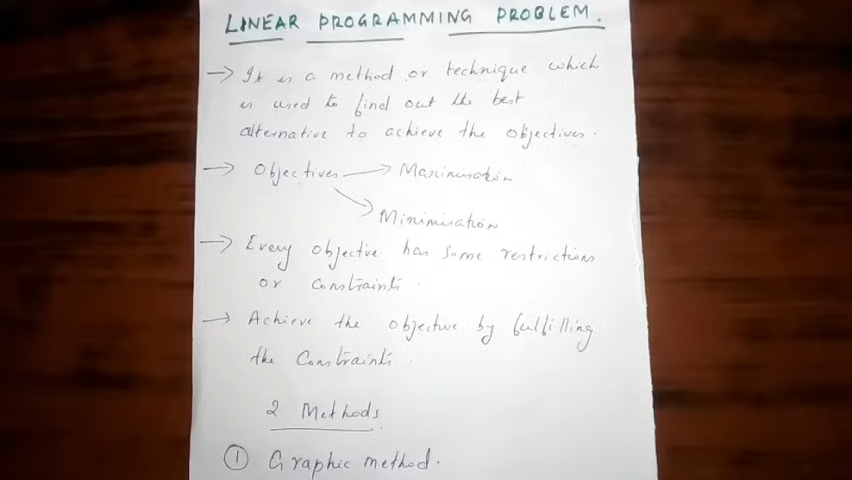 LINEAR PROGRAMMING PROBLEM.
→ It is a method or technique which
is used to find out the best
alternative to achieve the objectives.
→ Objectives → Maximisation
→ Minimisation
→ Every objective has some restrictions
or constraints.
→ Achieve the objective by fulfilling
the Constraints.
2 Methods
① Graphic method.